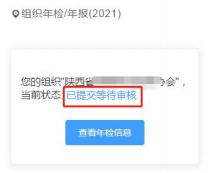 组织年检/年报(2021)
您的组织"陕西省 协会"，
当前状态: 已提交等待审核
查看年检信息